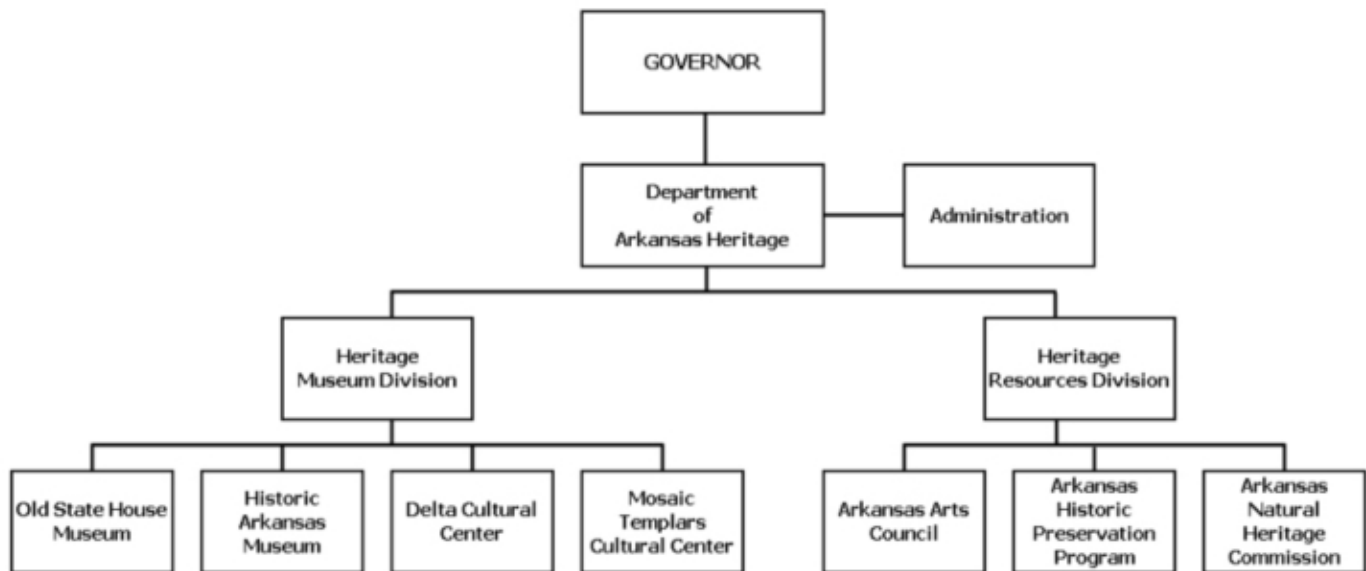 GOVERNOR
Department
of
Arkansas Heritage
Administration
Heritage
Museum Division
Heritage
Resources Division
Old State House
Museum
Historic
Arkansas
Museum
Delta Cultural
Center
Mosaic
Templars
Cultural Center
Arkansas Arts
Council
Arkansas
Historic
Preservation
Program
Arkansas
Natural
Heritage
Commission